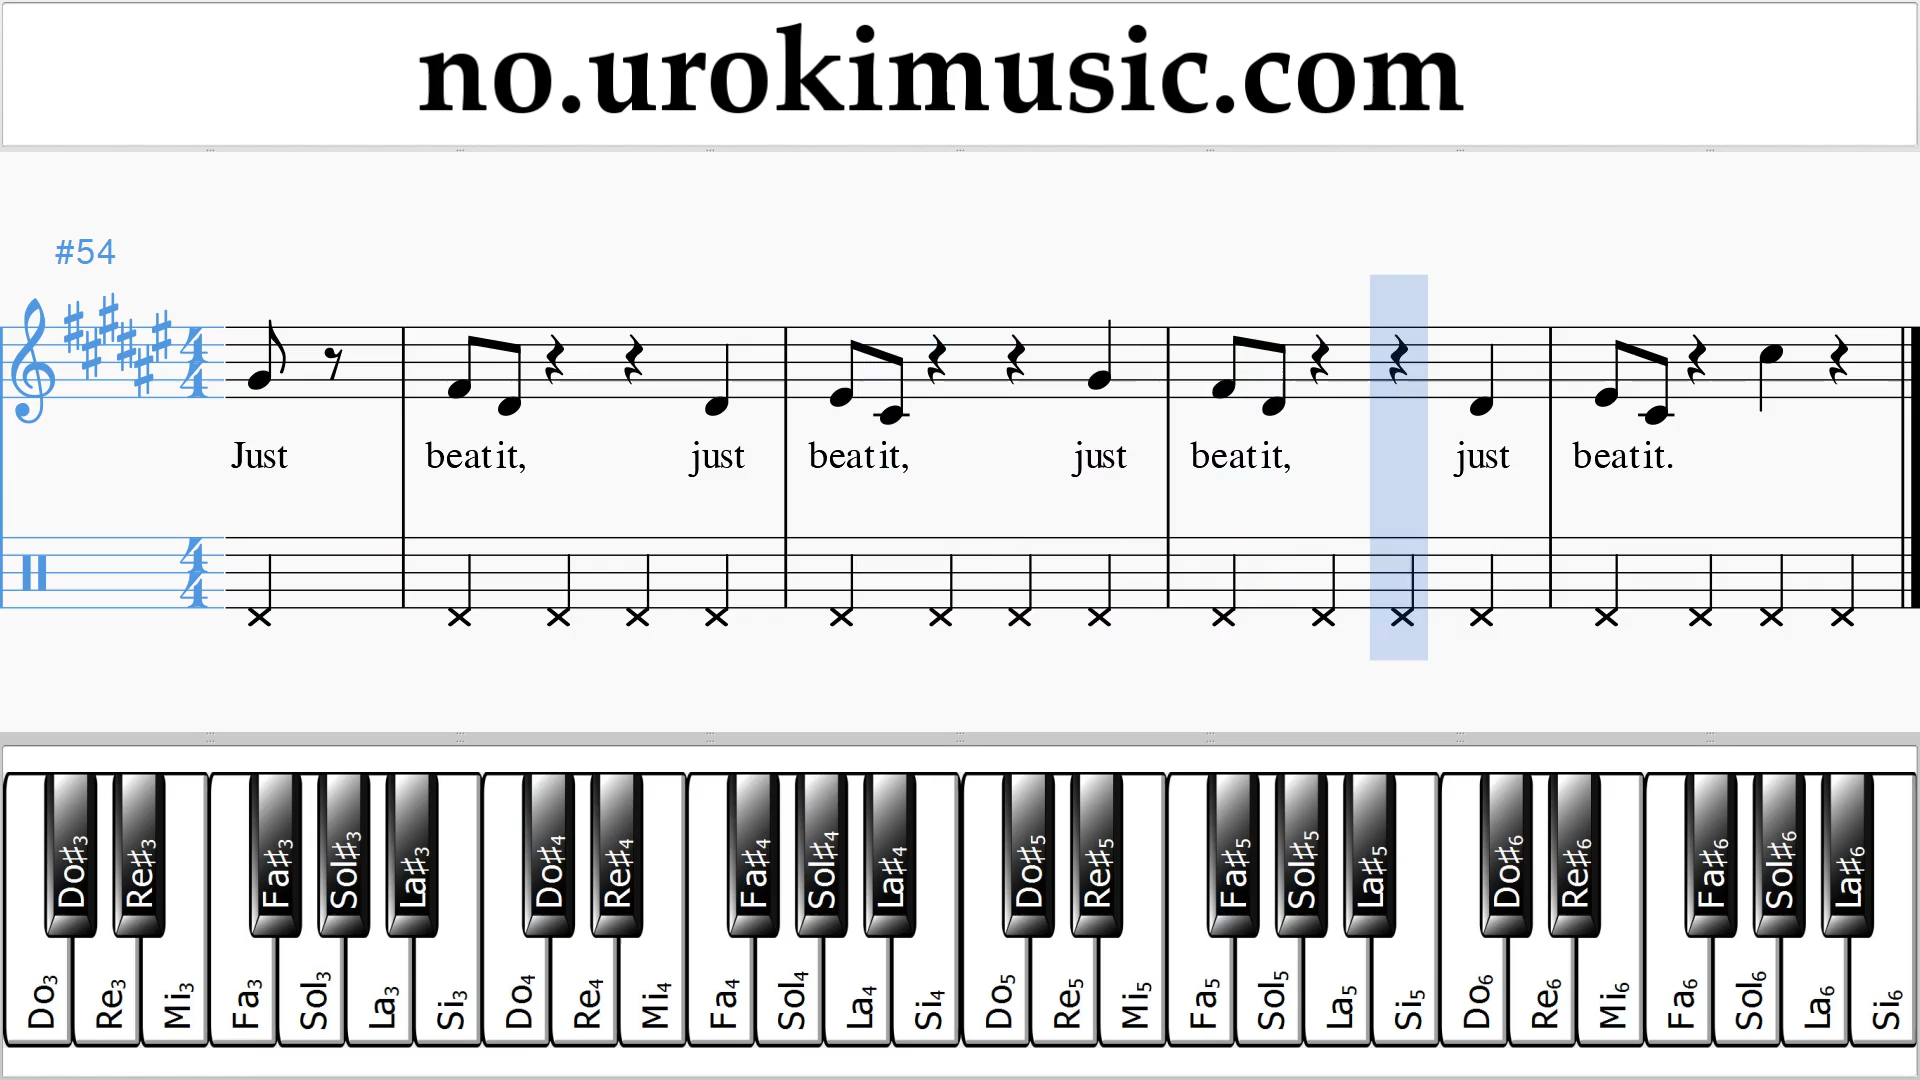 no.urokimusic.com
#54
4
4
Just beat it, just beat it, just beat it, just beat it.
4
4
Do#3 Re#3 Fa#3 Sol#3 La#3 Do#4 Re#4 Fa#4 Sol#4 La#4 Do#5 Re#5 Fa#5 Sol#5 La#5 Do#6 Re#6 Fa#6 Sol#6 La#6
Do3 Re3 Mi3 Fa3 Sol3 La3 Si3 Do4 Re4 Mi4 Fa4 Sol4 La4 Si4 Do5 Re5 Mi5 Fa5 Sol5 La5 Si5 Do6 Re6 Mi6 Fa6 Sol6 La6 Si6